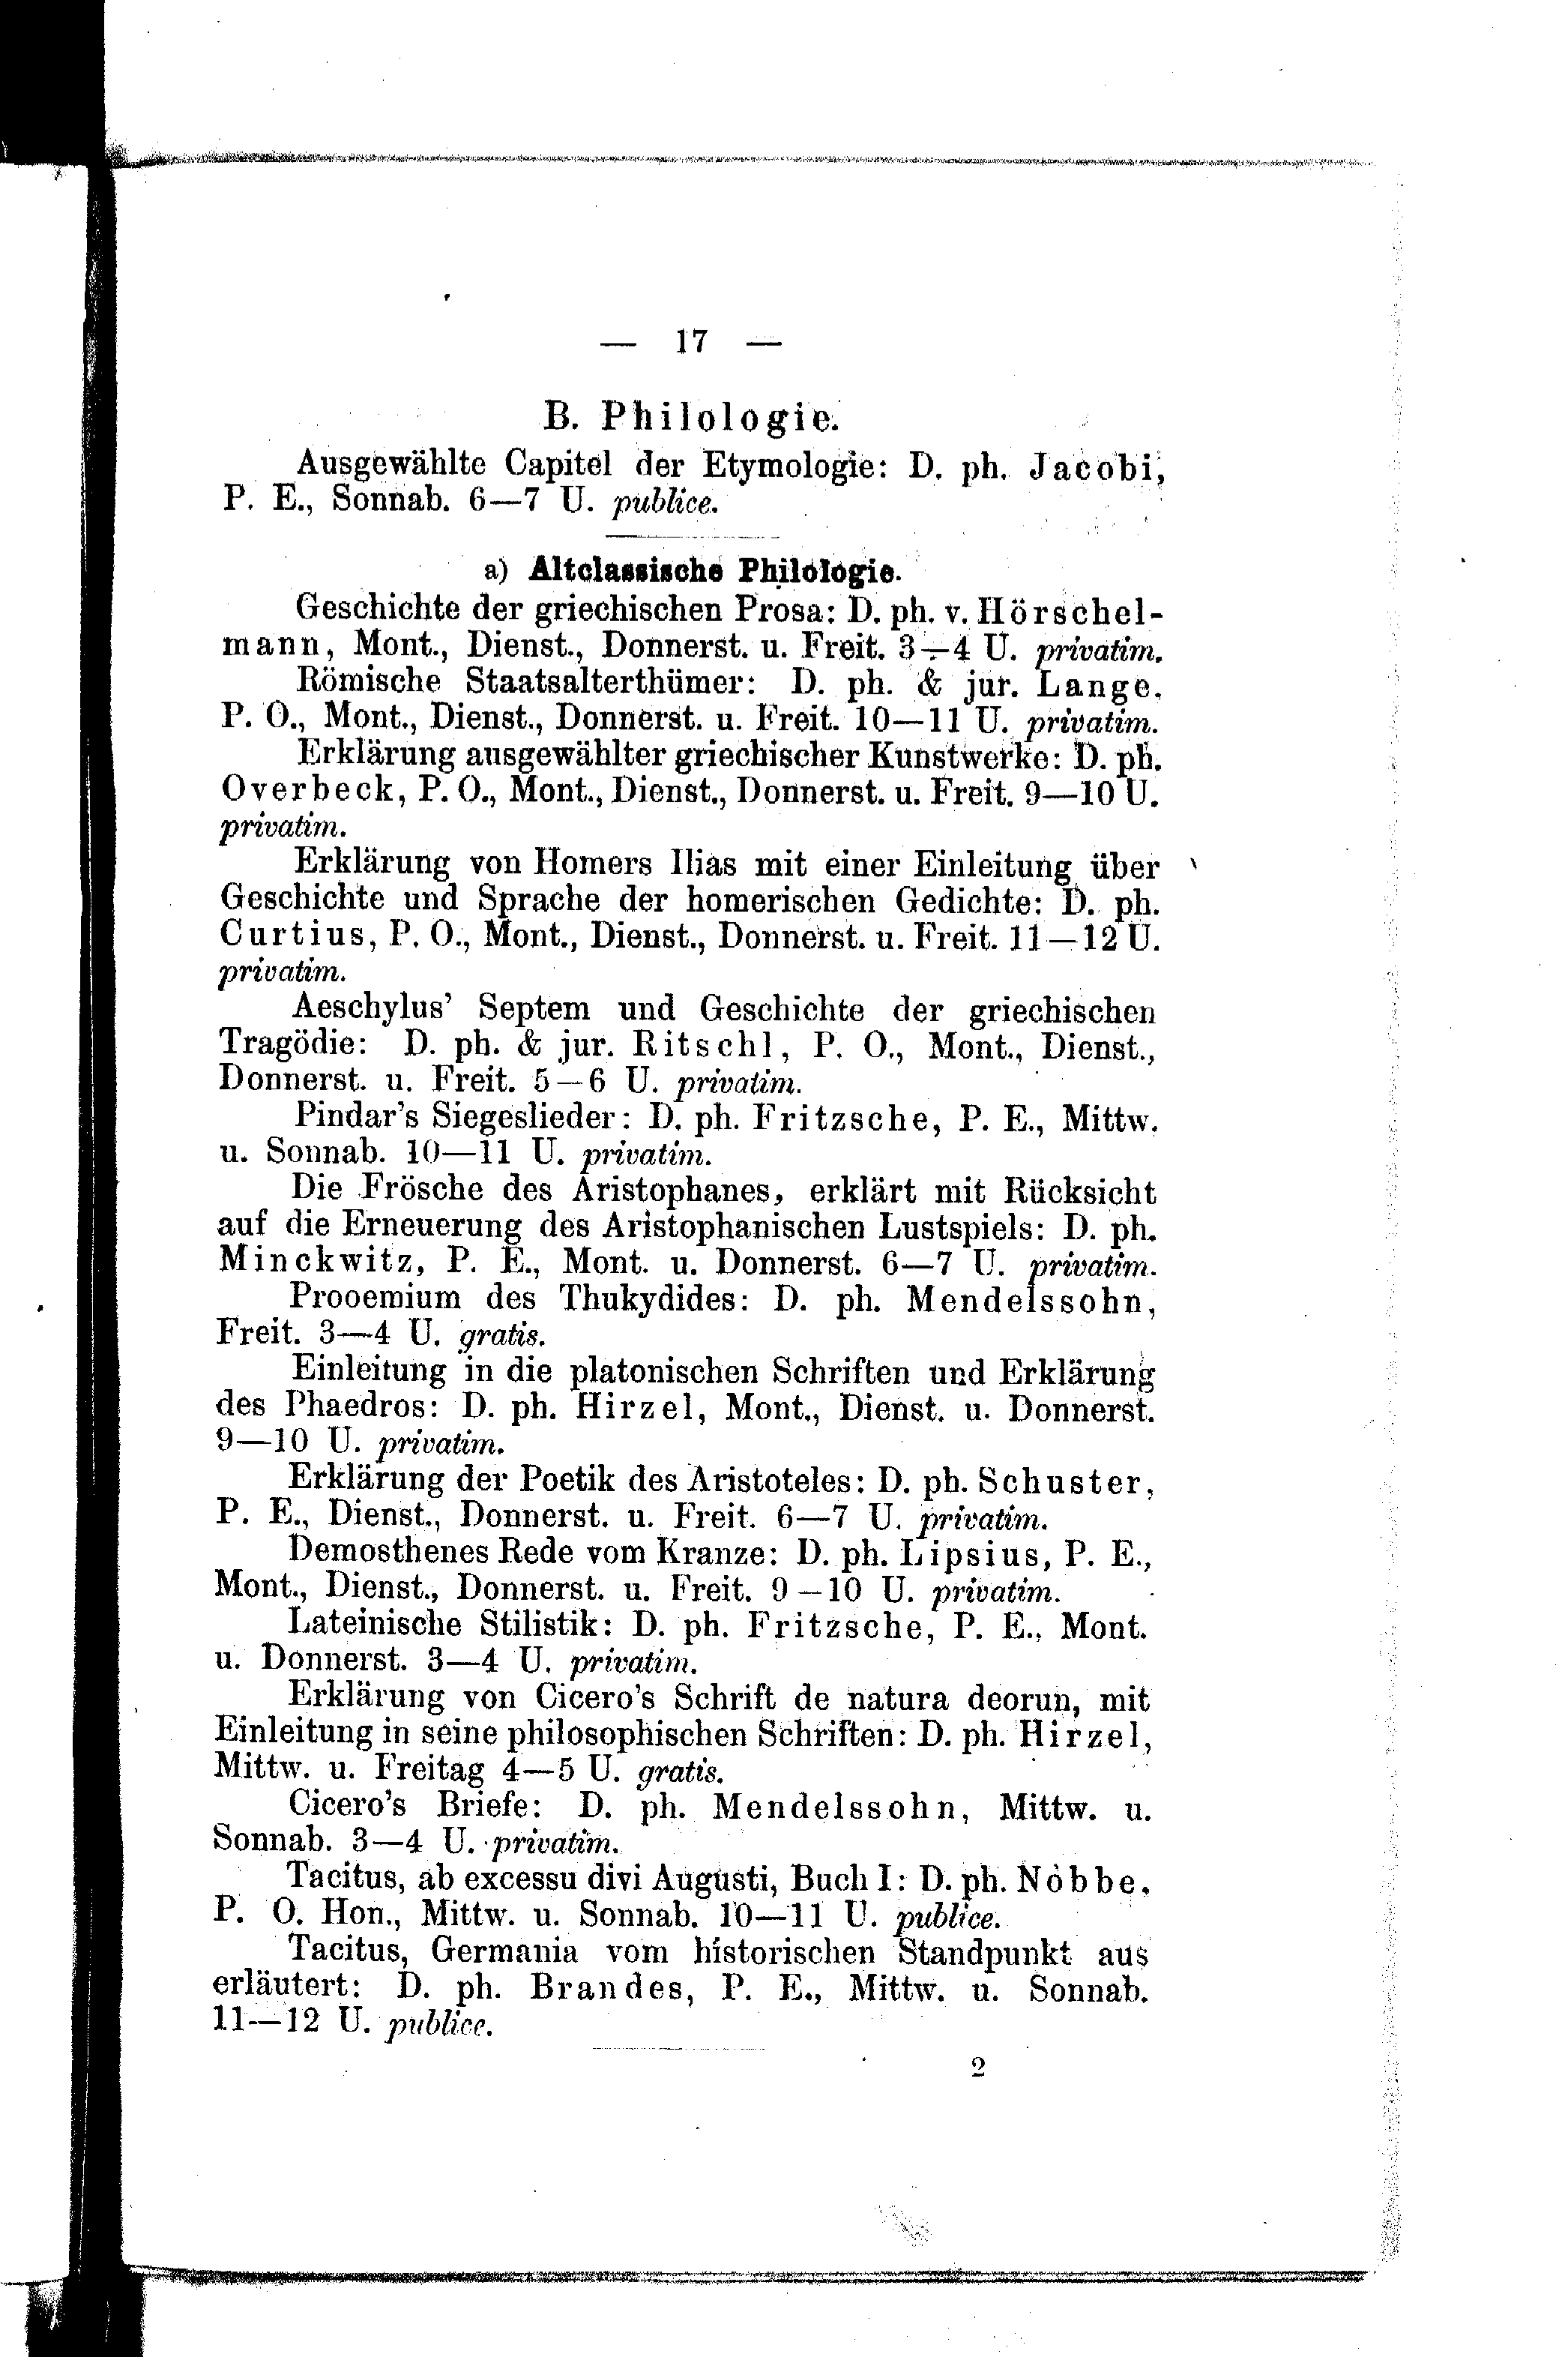 — 17 —
B. Philologie.
Ausgewählte Capitel der Etymologie: D. ph. Jacobi,
P. E., Sonnab. 6—7 U. publice.
a) Altclassische Philologie.
Geschichte der griechischen Prosa: D. ph. v. Hörschel-
mann, Mont., Dienst., Donnerst. u. Freit. 3—4 U. privatim.
Römische Staatsalterthümer: D. ph. & jur. Lange,
P. O., Mont., Dienst., Donnerst. u. Freit. 10—11 U. privatim.
Erklärung ausgewählter griechischer Kunstwerke: D. ph.
Overbeck, P. O., Mont., Dienst., Donnerst. u. Freit. 9—10 U.
privatim.
Erklärung von Homers Ilias mit einer Einleitung über
Geschichte und Sprache der homerischen Gedichte: D. ph.
Curtius, P. O., Mont., Dienst., Donnerst. u. Freit. 11—12 U.
privatim.
Aeschylus' Septem und Geschichte der griechischen
Tragödie: D. ph. & jur. Ritschl, P. O., Mont., Dienst.,
Donnerst. u. Freit. 5—6 U. privatim.
Pindar's Siegeslieder: D. ph. Fritzsche, P. E., Mittw.
u. Sonnab. 10—11 U. privatim.
Die Frösche des Aristophanes, erklärt mit Rücksicht
auf die Erneuerung des Aristophanischen Lustspiels: D. ph.
Minckwitz, P. E., Mont. u. Donnerst. 6—7 U. privatim.
Prooemium des Thukydides: D. ph. Mendelssohn,
Freit. 3—4 U. gratis.
Einleitung in die platonischen Schriften und Erklärung
des Phaedros: D. ph. Hirzel, Mont., Dienst. u. Donnerst.
9—10 U. privatim.
Erklärung der Poetik des Aristoteles: D. ph. Schuster,
P. E., Dienst., Donnerst. u. Freit. 6—7 U. privatim.
Demosthenes Rede vom Kranze: D. ph. Lipsius, P. E.,
Mont., Dienst., Donnerst. u. Freit. 9—10 U. privatim.
Lateinische Stilistik: D. ph. Fritzsche, P. E., Mont.
u. Donnerst. 3—4 U. privatim.
Erklärung von Cicero's Schrift de natura deorun, mit
Einleitung in seine philosophischen Schriften: D. ph. Hirzel,
Mittw. u. Freitag 4—5 U. gratis.
Cicero's Briefe: D. ph. Mendelssohn, Mittw. u.
Sonnab. 3—4 U. privatim.
Tacitus, ab excessu divi Augusti, Buch I: D. ph. Nobbe,
P. O. Hon., Mittw. u. Sonnab. 10—11 U. publice.
Tacitus, Germania vom historischen Standpunkt aus
erläutert: D. ph. Brandes, P. E., Mittw. u. Sonnab.
11—12 U. publice.
2